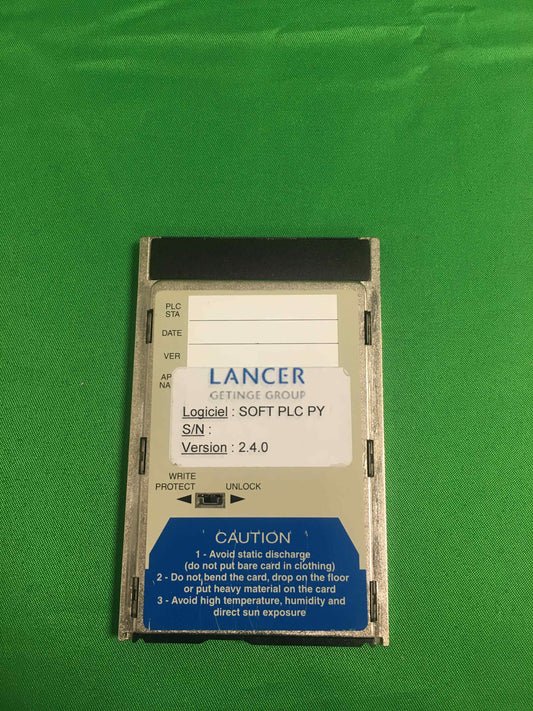 PLC
STA
DATE
VER
AP
NA
LANCER
GETINGE GROUP
Logiciel : SOFT PLC PY
S/N :
Version : 2.4.0
WRITE
PROTECT
UNLOCK
CAUTION
1 - Avoid static discharge
(do not put bare card in clothing)
2 - Do not bend the card, drop on the floor
or put heavy material on the card
3 - Avoid high temperature, humidity and
direct sun exposure